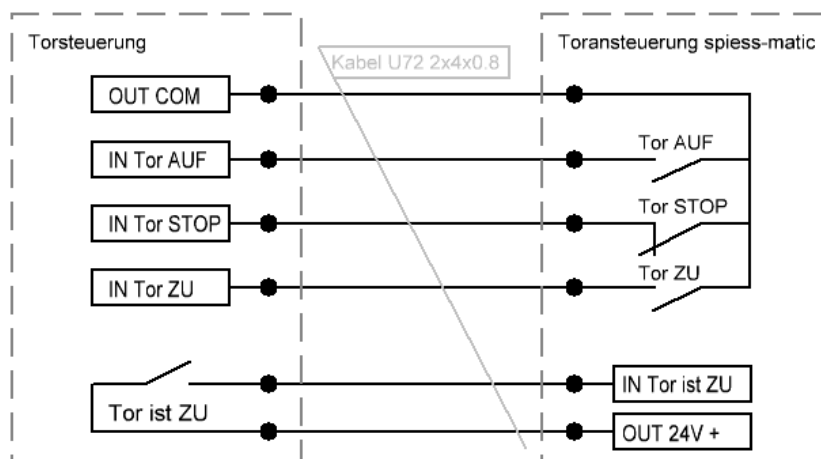 Torsteuerung
Kabel U72 2x4x0.8
Toransteuerung spiess-matic
OUT COM
IN Tor AUF
Tor AUF
IN Tor STOP
Tor STOP
IN Tor ZU
Tor ZU
Tor ist ZU
IN Tor ist ZU
OUT 24V +